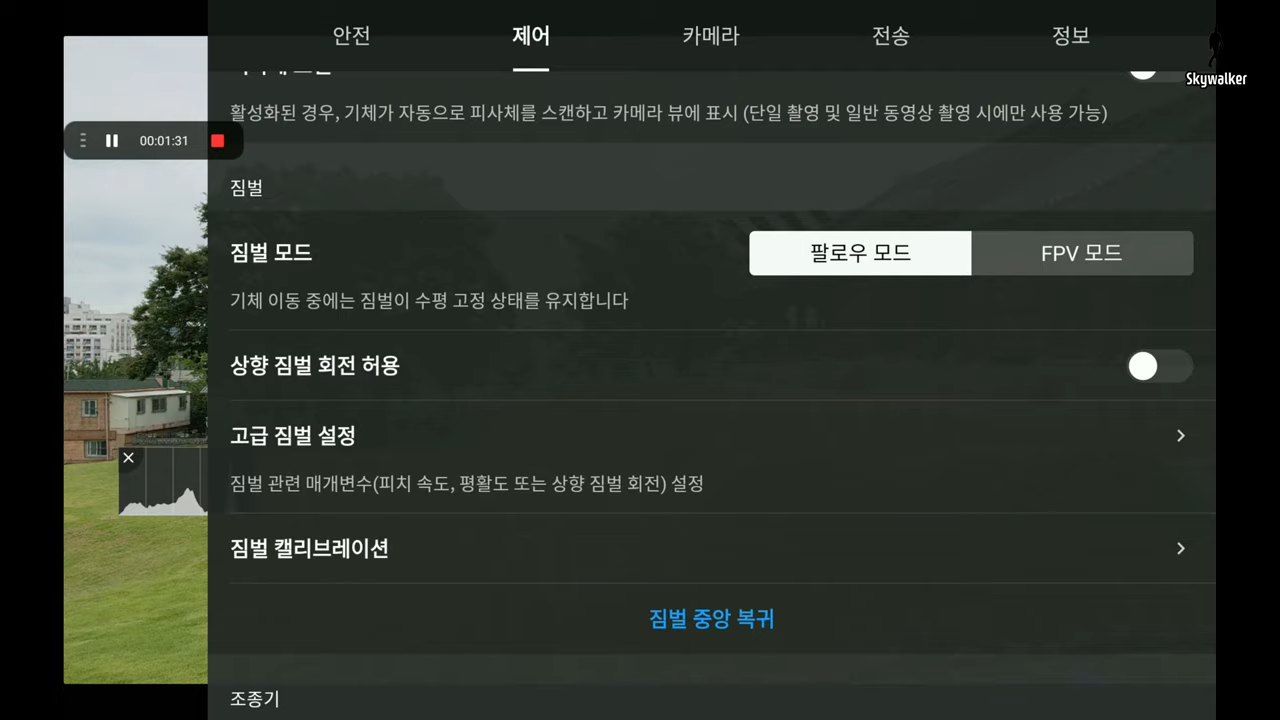 안전
제어
카메라
전송
정보
Skywalker
활성화된 경우, 기체가 자동으로 피사체를 스캔하고 카메라 뷰에 표시 (단일 촬영 및 일반 동영상 촬영 시에만 사용 가능)
00:01:31
짐벌
짐벌 모드
팔로우 모드
FPV 모드
기체 이동 중에는 짐벌이 수평 고정 상태를 유지합니다
상향 짐벌 회전 허용
고급 짐벌 설정
짐벌 관련 매개변수(피치 속도, 평활도 또는 상향 짐벌 회전) 설정
짐벌 캘리브레이션
짐벌 중앙 복귀
조종기